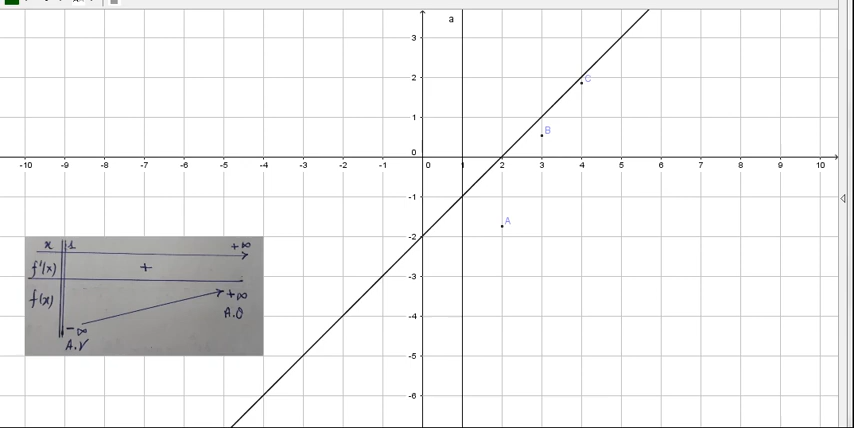 a
3
2
1
0
-10 -9 -8 -7 -6 -5 -4 -3 -2 -1 0 1 2 3 4 5 6 7 8 9 10
-1
-2
-3
-4
-5
-6
C
B
A
x 1 +∞
f'(x) +
f(x) +∞
A.O
-∞
A.V